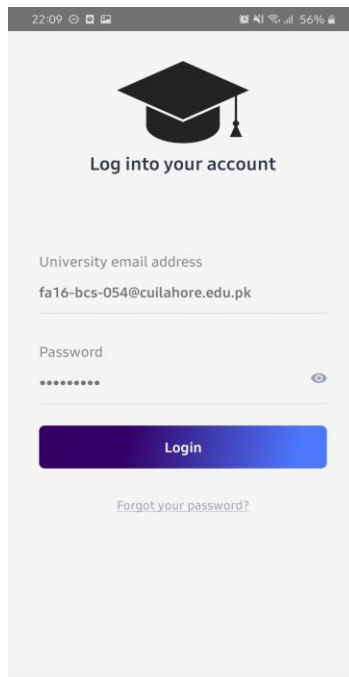 22:09 56%
Log into your account
University email address
fa16-bcs-054@cuilahore.edu.pk
Password
•••••••••
Login
Forgot your password?